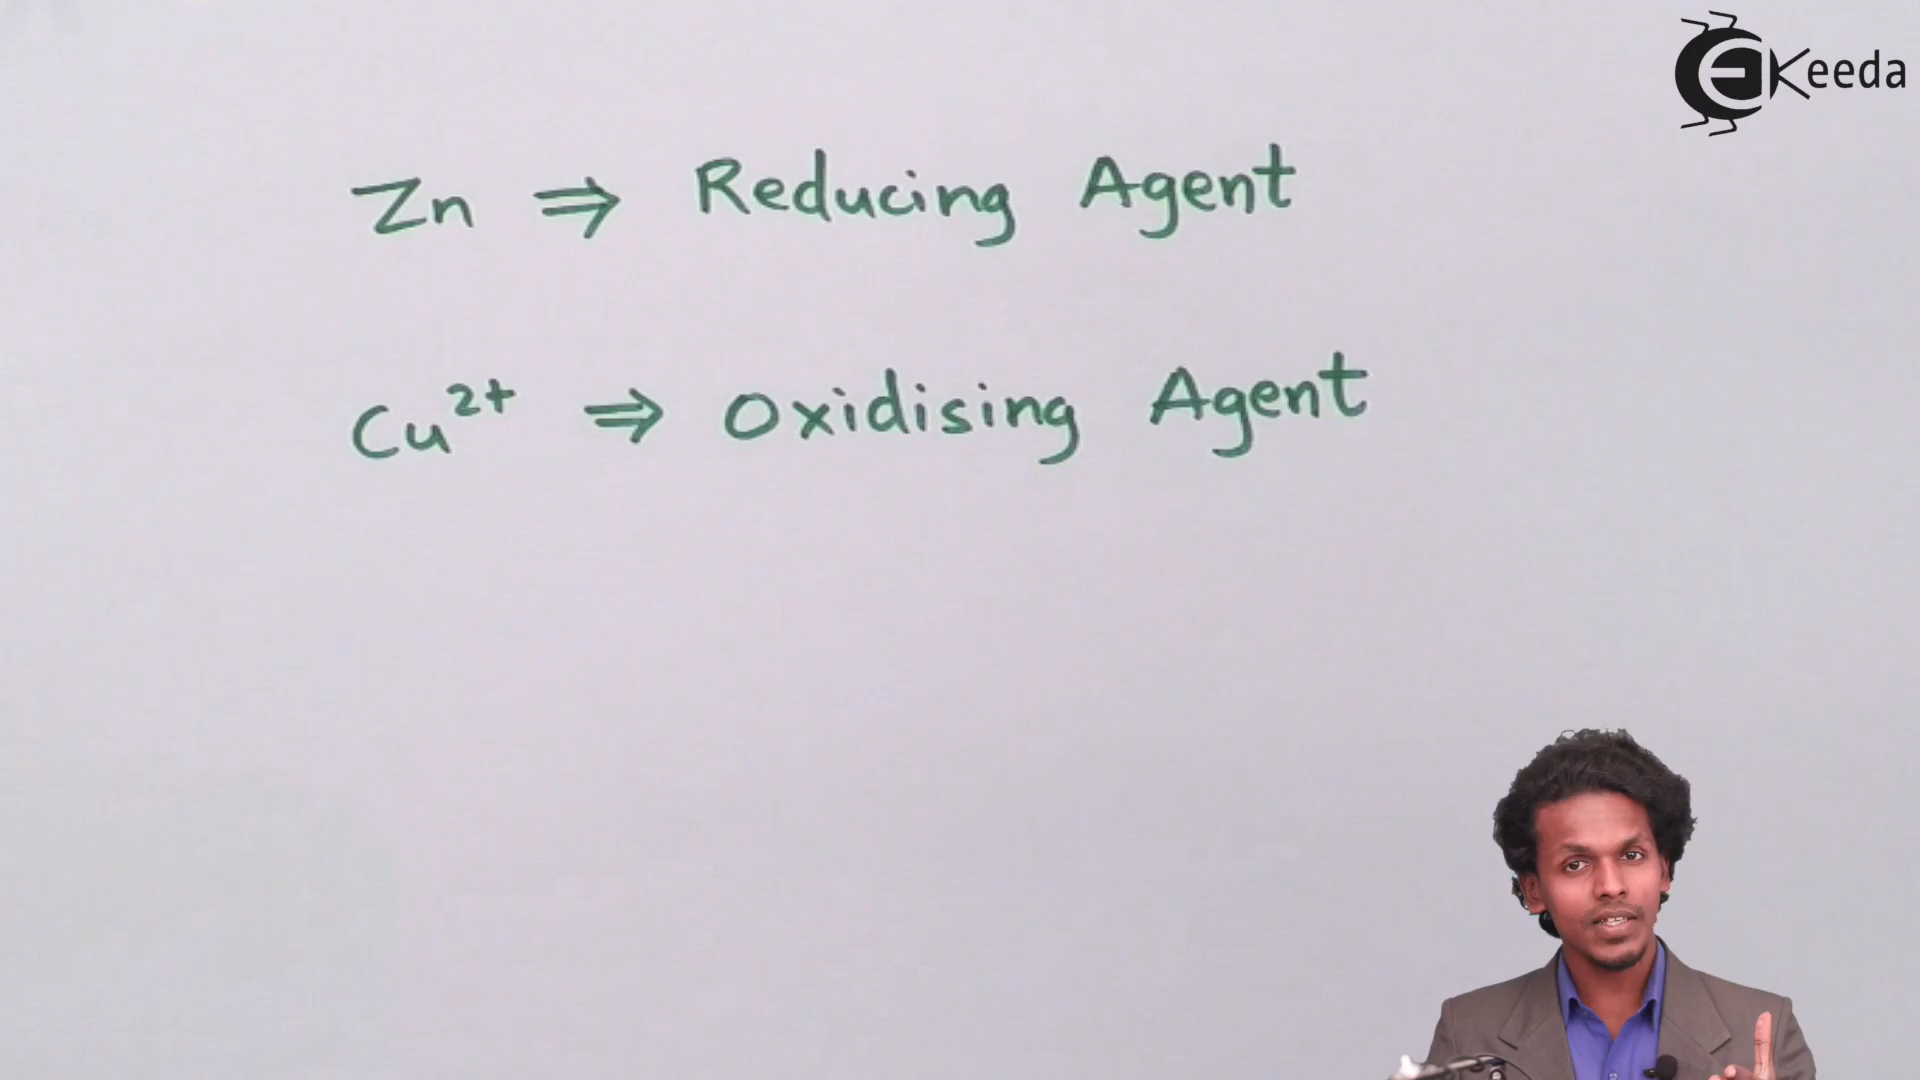 EKeeda
Zn ⇒ Reducing Agent
Cu²⁺ ⇒ Oxidising Agent